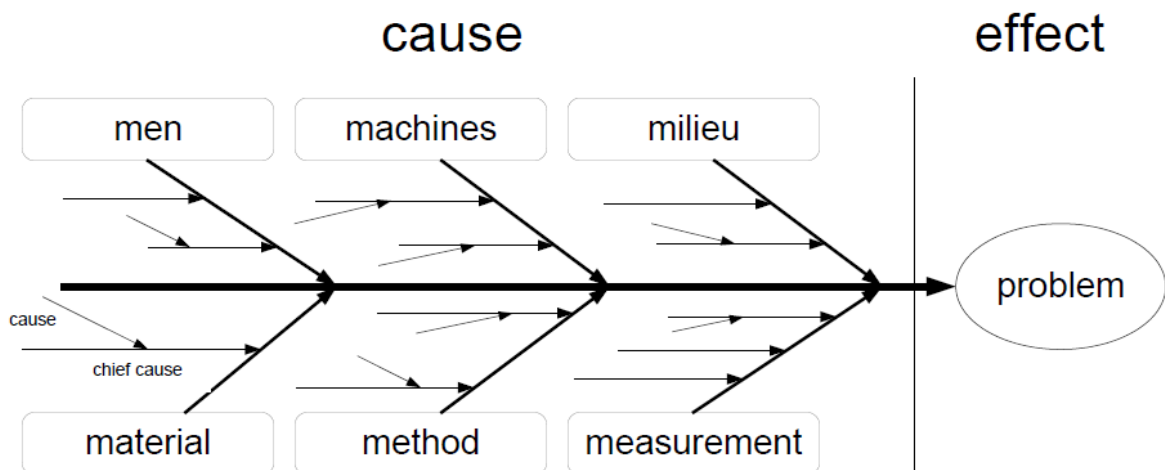 cause
effect
men
machines
milieu
problem
cause
chief cause
material
method
measurement